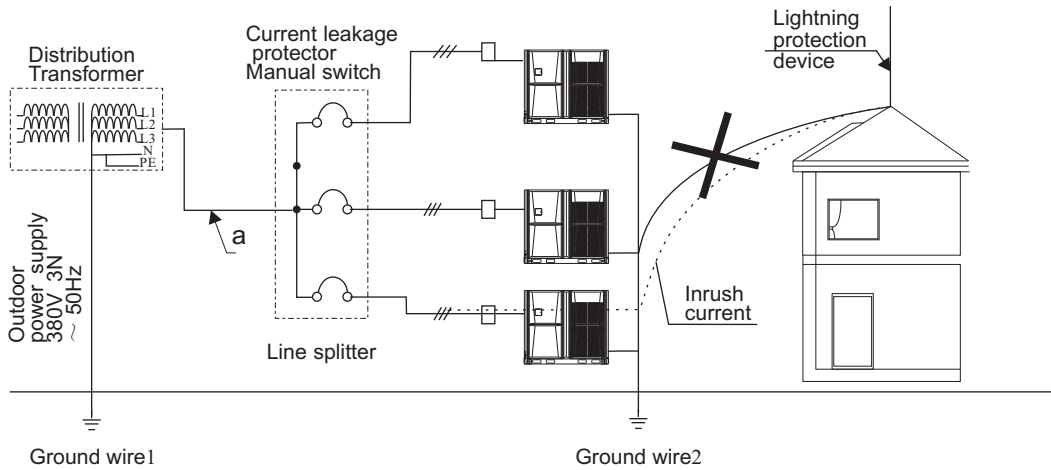 Distribution
Transformer
L1
L2
L3
N
PE
Current leakage
protector
Manual switch
Lightning
protection
device
a
Outdoor
power supply
380V 3N
~ 50Hz
Line splitter
Inrush
current
Ground wire1
Ground wire2